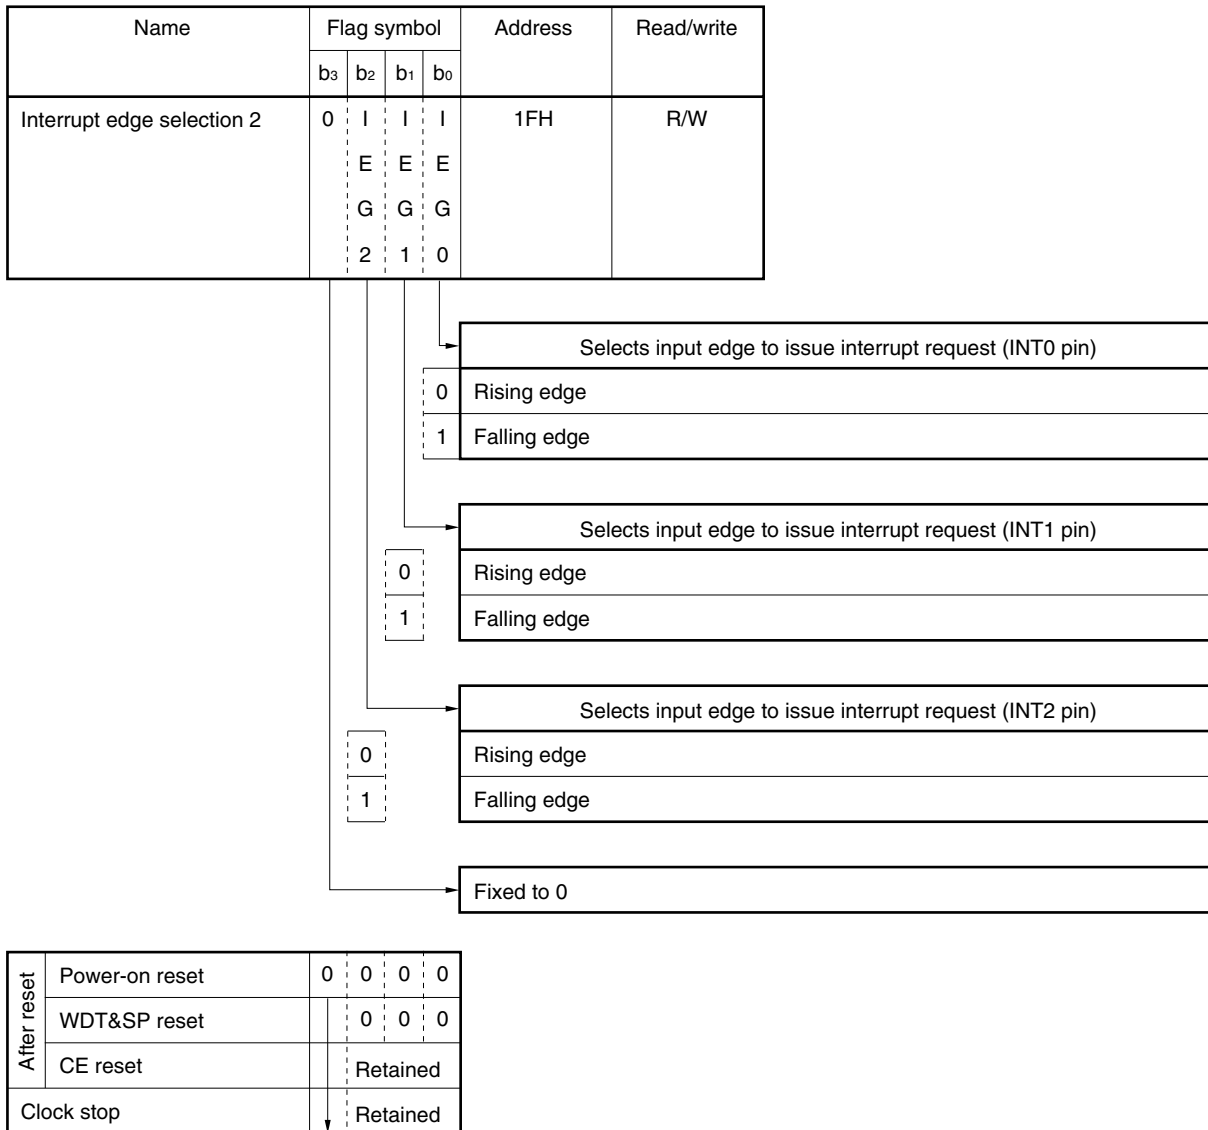 Name Flag symbol Address Read/write
b3 b2 b1 b0
Interrupt edge selection 2 0 I I I 1FH R/W
E E E
G G G
2 1 0
Selects input edge to issue interrupt request (INT0 pin)
0 Rising edge
1 Falling edge
Selects input edge to issue interrupt request (INT1 pin)
0 Rising edge
1 Falling edge
Selects input edge to issue interrupt request (INT2 pin)
0 Rising edge
1 Falling edge
Fixed to 0
After reset
Power-on reset 0 0 0 0
WDT&SP reset 0 0 0
CE reset Retained
Clock stop Retained